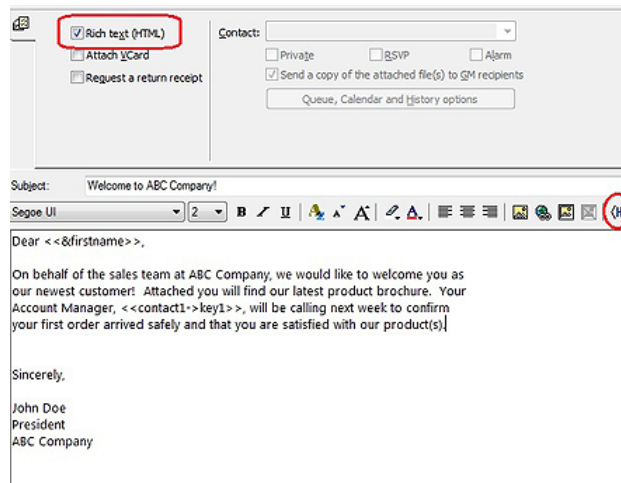 Rich text (HTML)
Contact:
Attach VCard
Private
RSVP
Alarm
Request a return receipt
Send a copy of the attached file(s) to GM recipients
Queue, Calendar and History options
Subject:
Welcome to ABC Company!
Segoe UI
2
B I U
Dear <<&firstname>>,
On behalf of the sales team at ABC Company, we would like to welcome you as
our newest customer! Attached you will find our latest product brochure. Your
Account Manager, <<contact1->key1>>, will be calling next week to confirm
your first order arrived safely and that you are satisfied with our product(s).
Sincerely,
John Doe
President
ABC Company